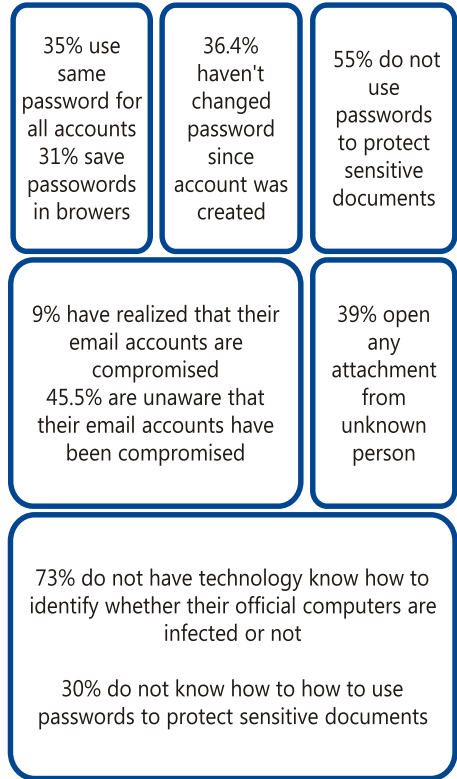 35% use
same
password for
all accounts
31% save
passowords
in browers
36.4%
haven't
changed
password
since
account was
created
55% do not
use
passwords
to protect
sensitive
documents
9% have realized that their
email accounts are
compromised
45.5% are unaware that
their email accounts have
been compromised
39% open
any
attachment
from
unknown
person
73% do not have technology know how to
identify whether their official computers are
infected or not
30% do not know how to how to use
passwords to protect sensitive documents